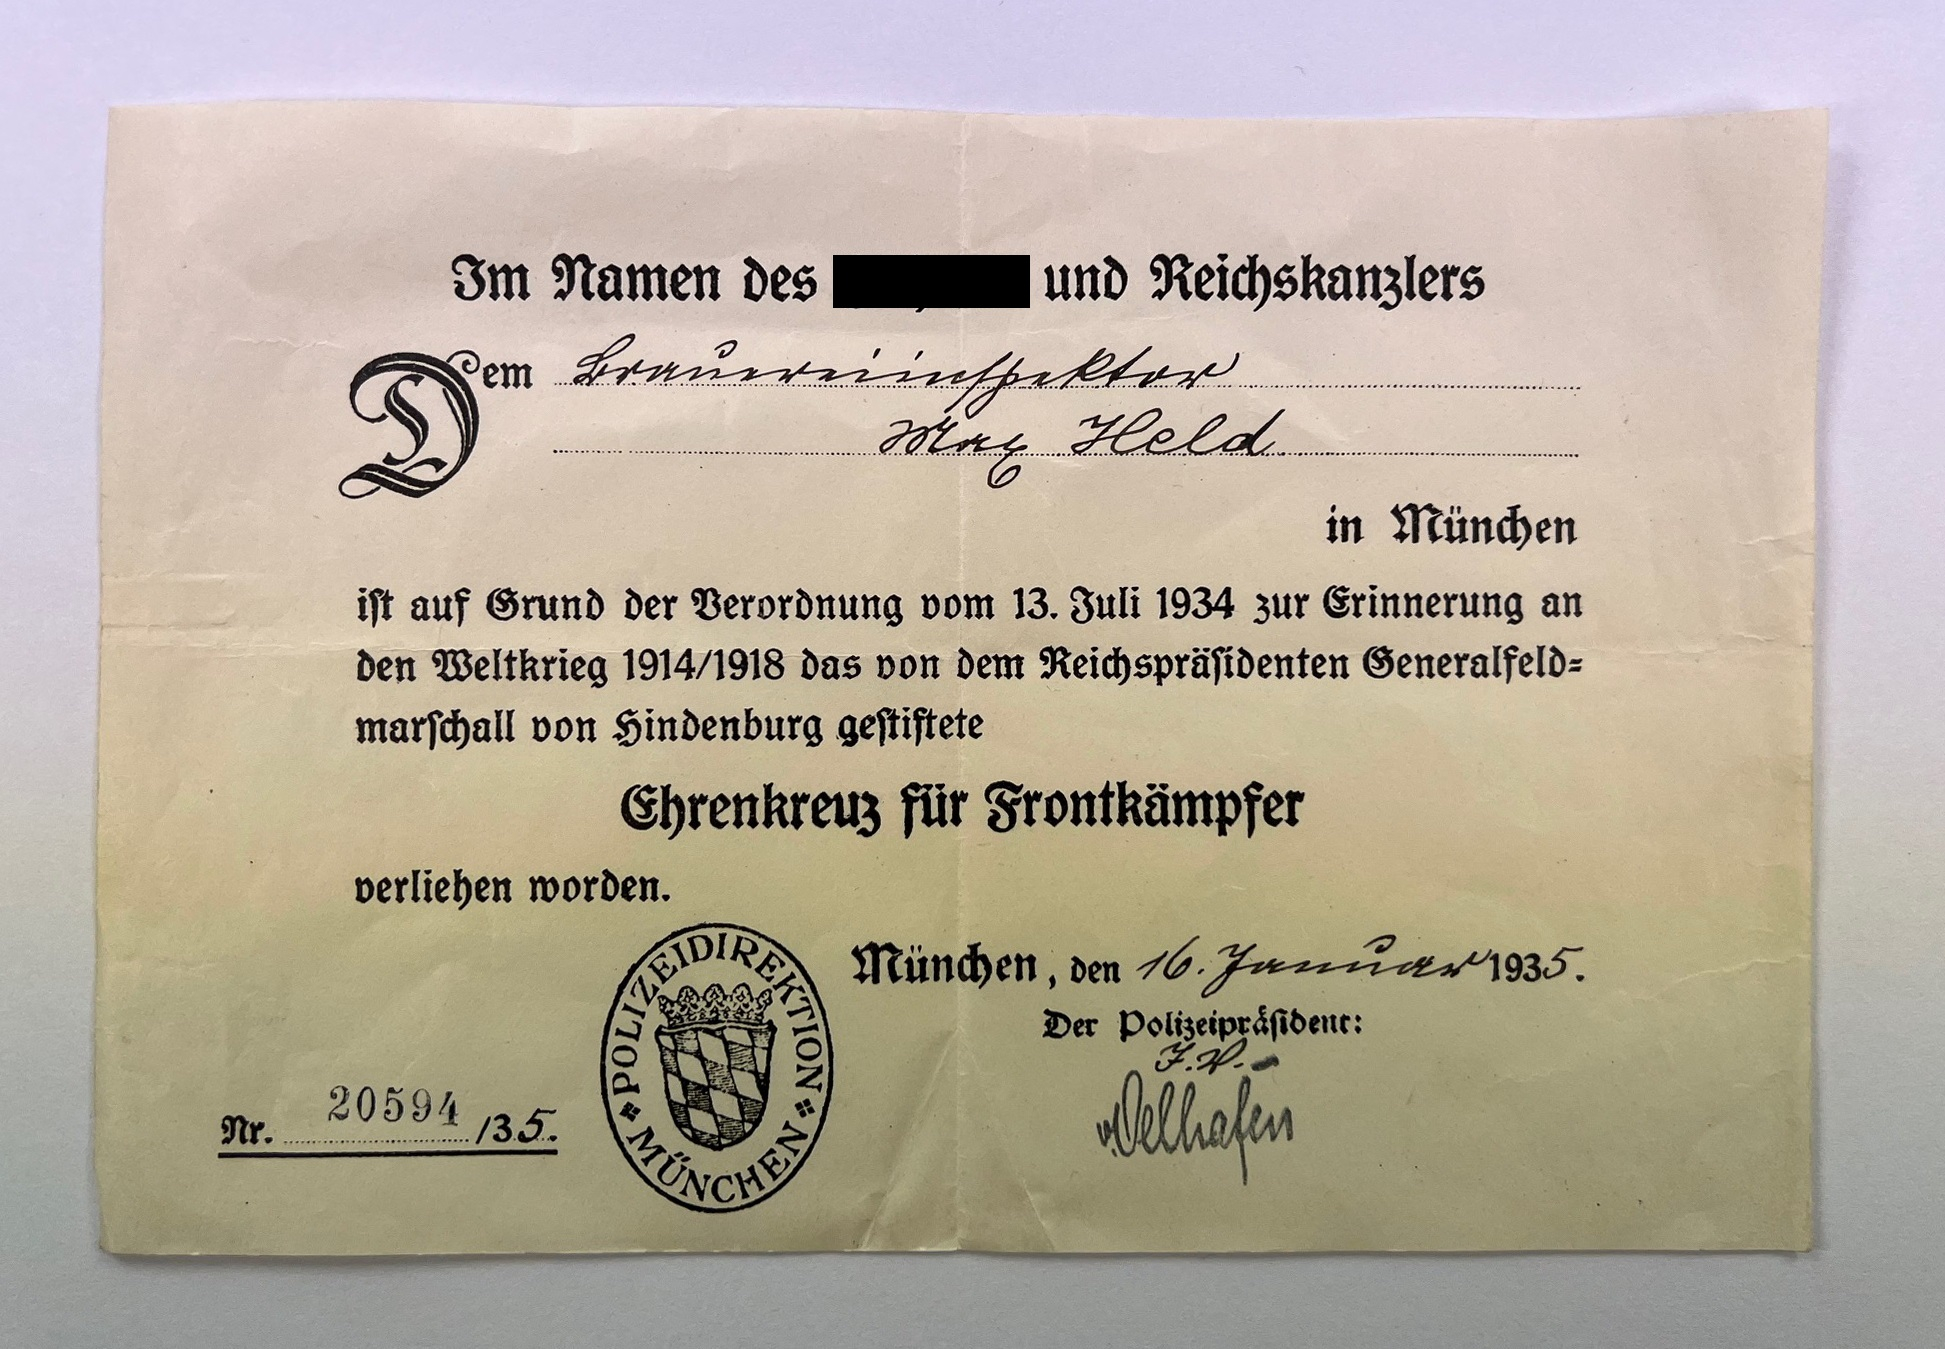 Im Namen des und Reichskanzlers
Dem Brauereiinspektor
Max Held
in München
ist auf Grund der Verordnung vom 13. Juli 1934 zur Erinnerung an
den Weltkrieg 1914/1918 das von dem Reichspräsidenten Generalfeld=
marschall von Hindenburg gestiftete
Ehrenkreuz für Frontkämpfer
verliehen worden.
München, den 16. Januar 1935.
Der Polizeipräsident:
J.V.
v. Oelhafen
Nr. 20594 /35.
POLIZEIDIREKTION
MÜNCHEN